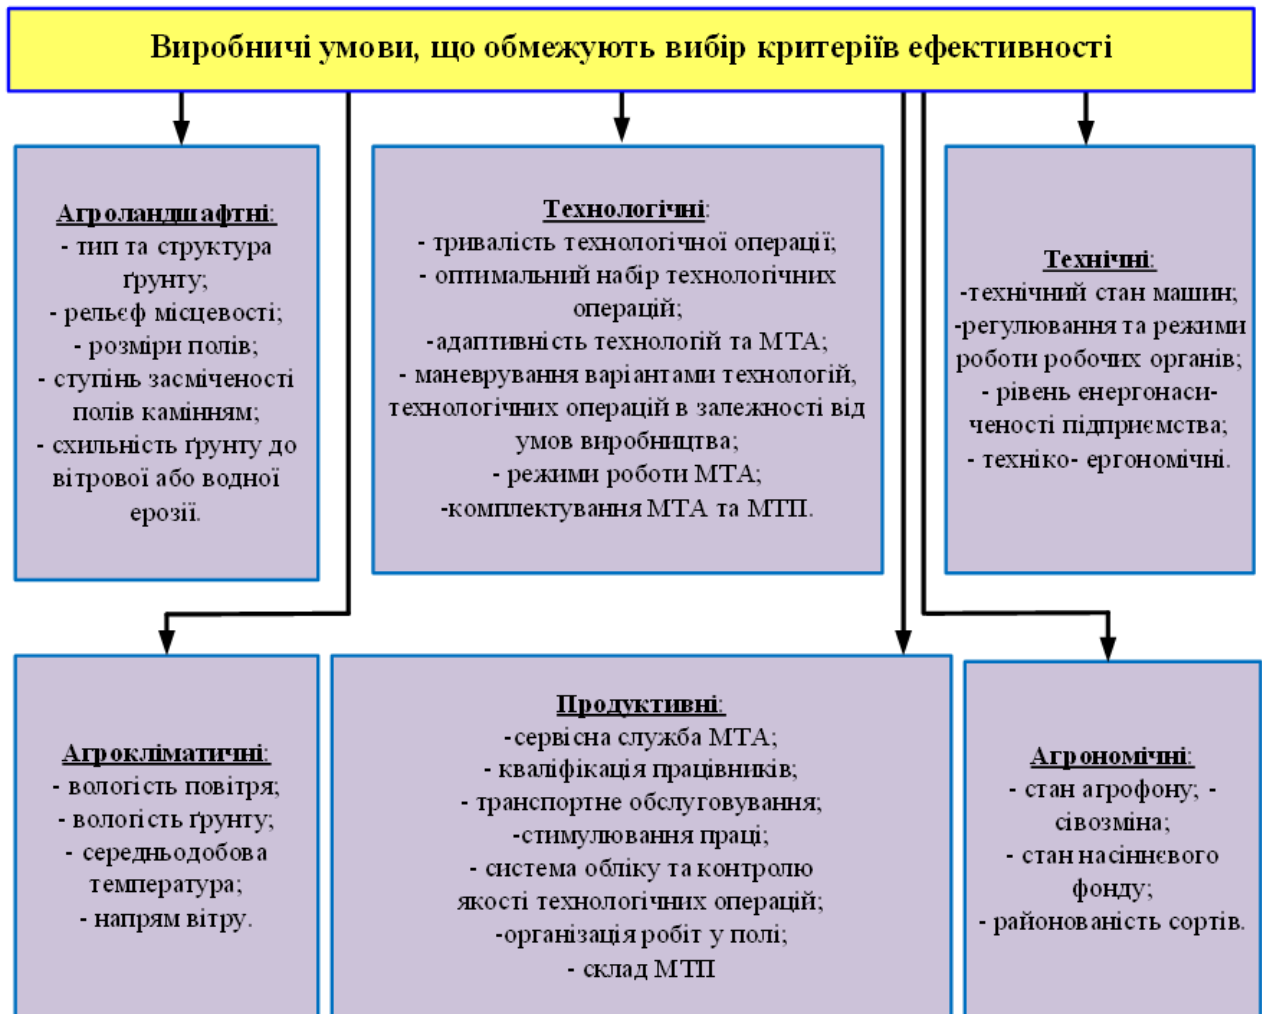 Виробничі умови, що обмежують вибір критеріїв ефективності
Агроландшафтні:
- тип та структура
ґрунту;
- рельєф місцевості;
- розміри полів;
- ступінь засміченості
полів камінням;
- схильність ґрунту до
вітрової або водної
ерозії.
Технологічні:
- тривалість технологічної операції;
- оптимальний набір технологічних
операцій;
-адаптивність технологій та МТА;
- маневрування варіантами технологій,
технологічних операцій в залежності від
умов виробництва;
- режими роботи МТА;
-комплектування МТА та МТП.
Технічні:
-технічний стан машин;
-регулювання та режими
роботи робочих органів;
- рівень енергонаси-
ченості підприємства;
- техніко- ергономічні.
Агрокліматичні:
- вологість повітря;
- вологість ґрунту;
- середньодобова
температура;
- напрям вітру.
Продуктивні:
-сервісна служба МТА;
- кваліфікація працівників;
- транспортне обслуговування;
-стимулювання праці;
- система обліку та контролю
якості технологічних операцій;
-організація робіт у полі;
- склад МТП
Агрономічні:
- стан агрофону; -
сівозміна;
- стан насіннєвого
фонду;
- районованість сортів.